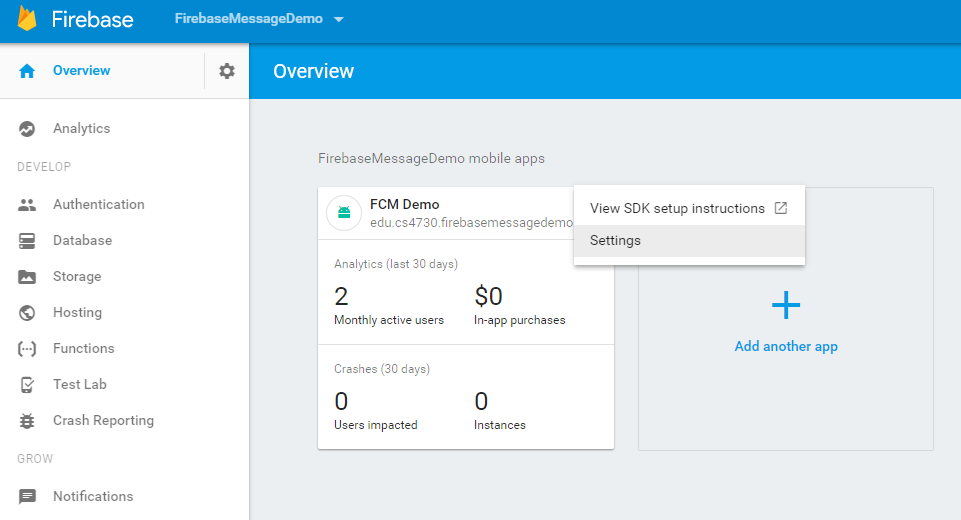 Firebase
FirebaseMessageDemo
Overview
Analytics
DEVELOP
Authentication
Database
Storage
Hosting
Functions
Test Lab
Crash Reporting
GROW
Notifications
Overview
FirebaseMessageDemo mobile apps
FCM Demo
edu.cs4730.firebasemessagedemo
Analytics (last 30 days)
2 $0
Monthly active users In-app purchases
Crashes (30 days)
0 0
Users impacted Instances
View SDK setup instructions
Settings
Add another app